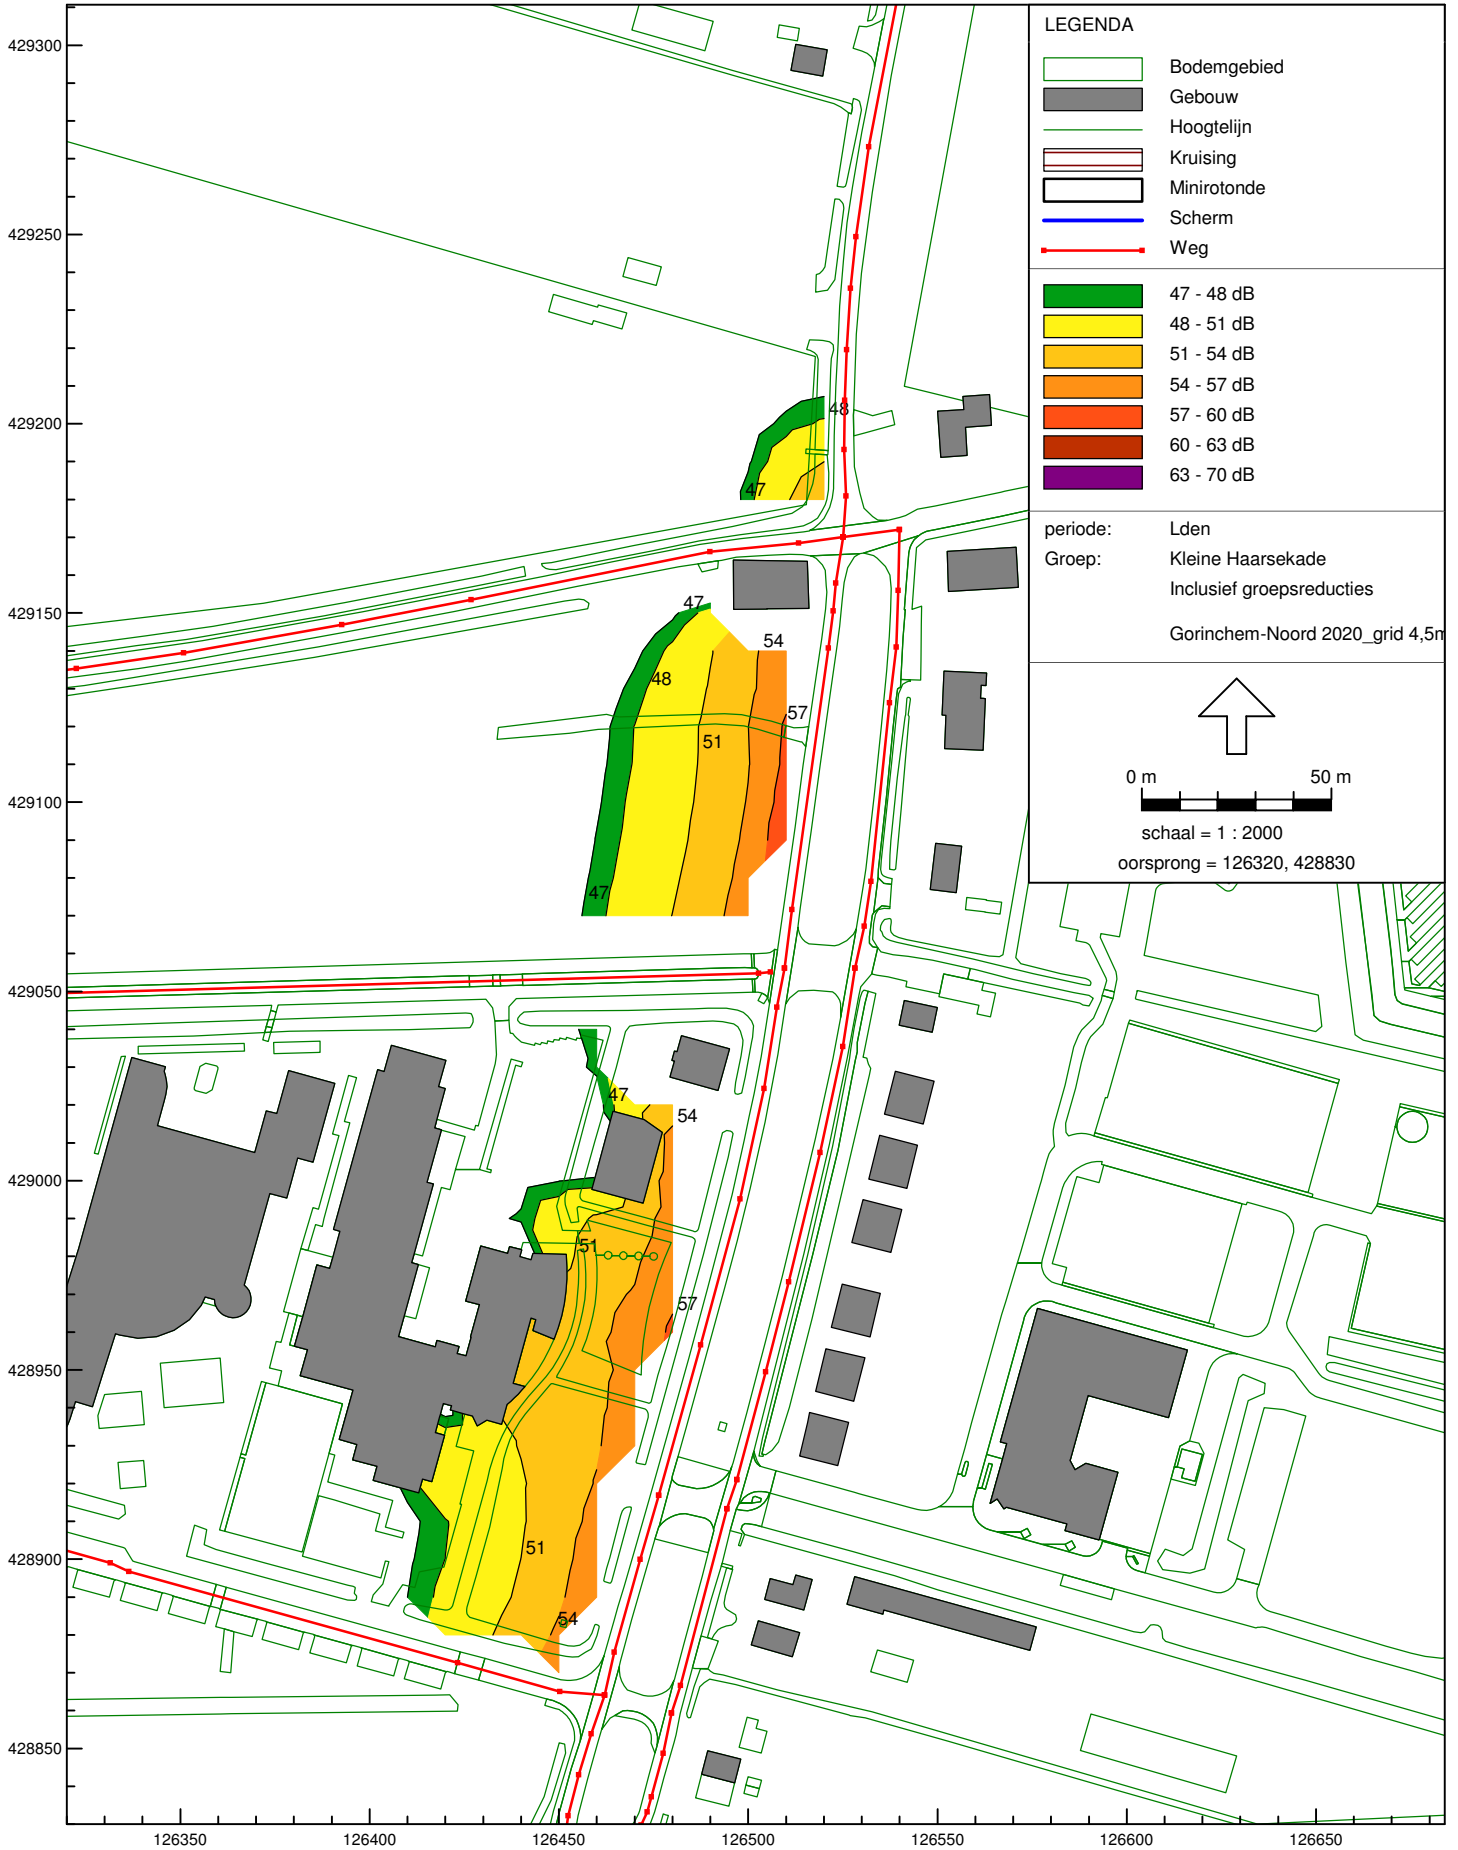 LEGENDA
Bodemgebied
Gebouw
Hoogtelijn
Kruising
Minirotonde
Scherm
Weg
47 - 48 dB
48 - 51 dB
51 - 54 dB
54 - 57 dB
57 - 60 dB
60 - 63 dB
63 - 70 dB
periode: Lden
Groep: Kleine Haarsekade
Inclusief groepsreducties
Gorinchem-Noord 2020_grid 4,5m
0 m 50 m
schaal = 1 : 2000
oorsprong = 126320, 428830
429300
429250
429200
429150
429100
429050
429000
428950
428900
428850
48
47
47
54
48
57
51
47
47
54
51
57
51
54
126350 126400 126450 126500 126550 126600 126650